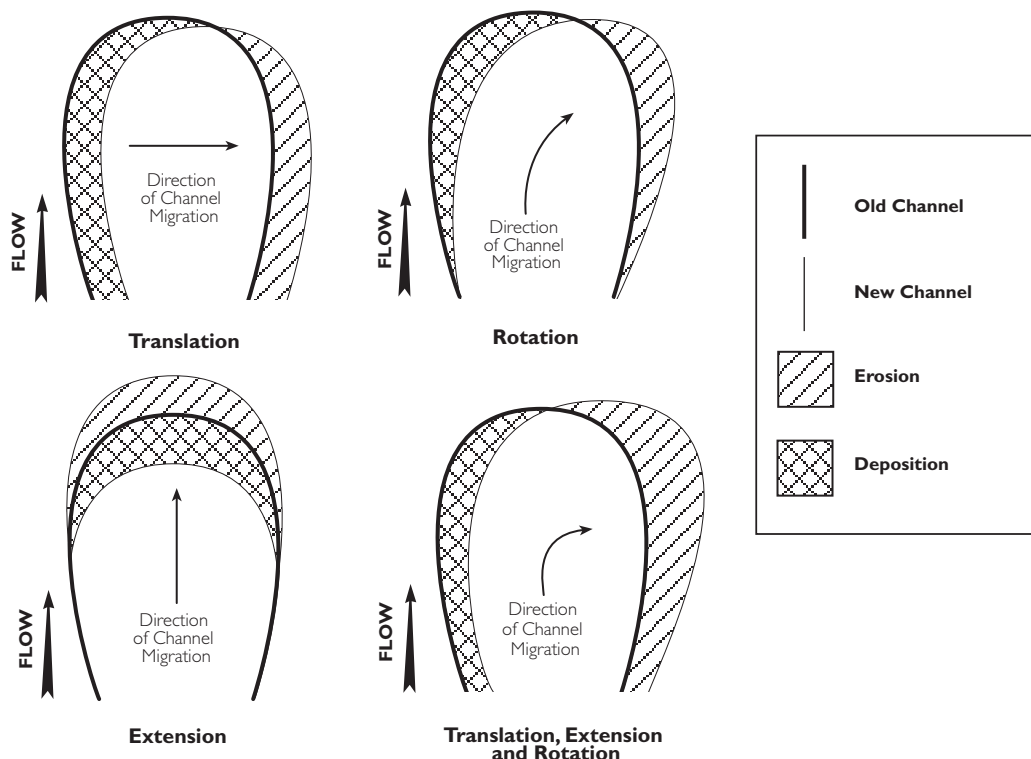 FLOW
Direction
of Channel
Migration
Translation
FLOW
Direction
of Channel
Migration
Rotation
Old Channel
New Channel
Erosion
Deposition
FLOW
Direction
of Channel
Migration
Extension
FLOW
Direction
of Channel
Migration
Translation, Extension
and Rotation